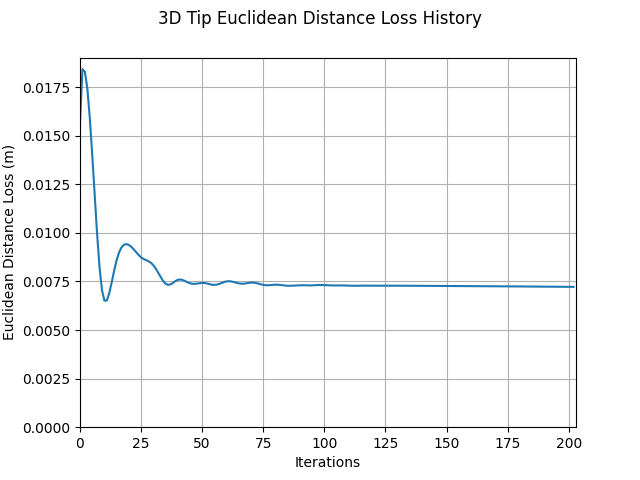 3D Tip Euclidean Distance Loss History
0.0175
0.0150
0.0125
0.0100
0.0075
0.0050
0.0025
0.0000
Euclidean Distance Loss (m)
0 25 50 75 100 125 150 175 200
Iterations